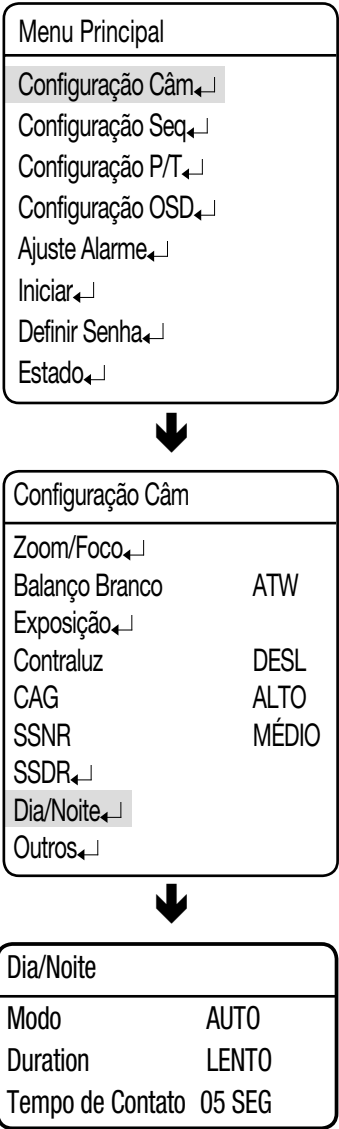 Menu Principal
Configuração Câm↵
Configuração Seq↵
Configuração P/T↵
Configuração OSD↵
Ajuste Alarme↵
Iniciar↵
Definir Senha↵
Estado↵
Configuração Câm
Zoom/Foco↵
Balanço Branco ATW
Exposição↵
Contraluz DESL
CAG ALTO
SSNR MÉDIO
SSDR↵
Dia/Noite↵
Outros↵
Dia/Noite
Modo AUTO
Duration LENTO
Tempo de Contato 05 SEG